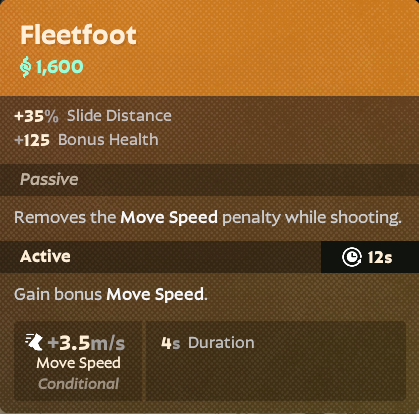 Fleetfoot
1,600
+35% Slide Distance
+125 Bonus Health
Passive
Removes the Move Speed penalty while shooting.
Active 12s
Gain bonus Move Speed.
+3.5m/s 4s Duration
Move Speed
Conditional